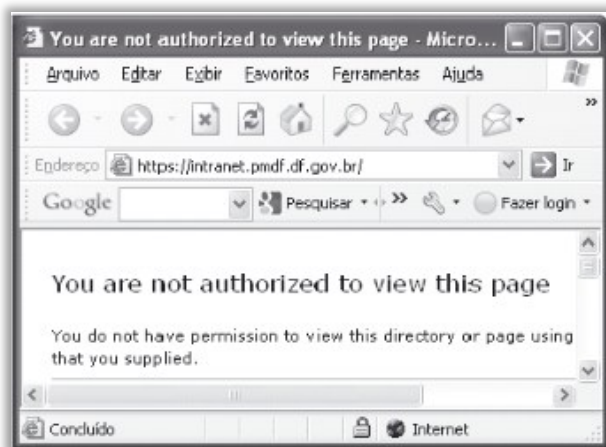 You are not authorized to view this page - Micro...
Arquivo Editar Exibir Favoritos Ferramentas Ajuda
»
Endereço https://intranet.pmdf.df.gov.br/ Ir
Google Pesquisar » Fazer login
You are not authorized to view this page
You do not have permission to view this directory or page using
that you supplied.
Concluído Internet